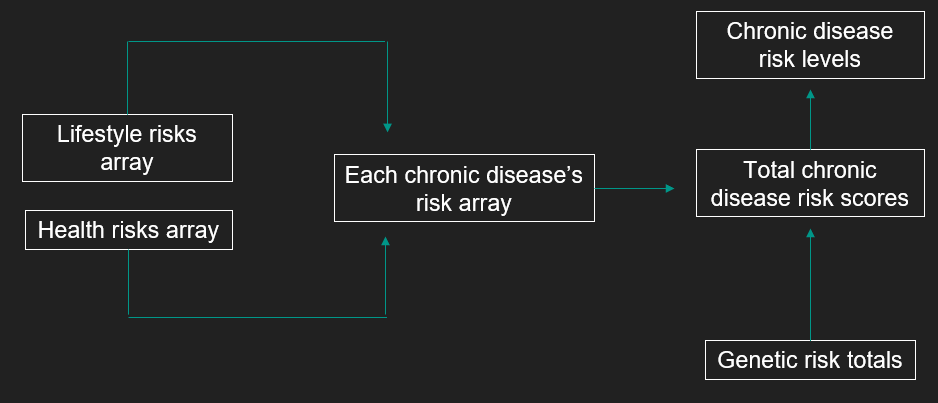 Chronic disease
risk levels
Lifestyle risks
array
Each chronic disease’s
risk array
Total chronic
disease risk scores
Health risks array
Genetic risk totals